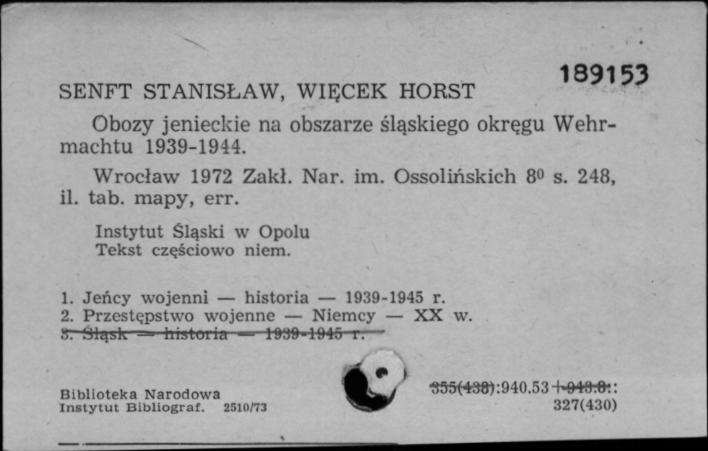 189153
SENFT STANISŁAW, WIĘCEK HORST
Obozy jenieckie na obszarze śląskiego okręgu Wehr-
machtu 1939-1944.
Wrocław 1972 Zakł. Nar. im. Ossolińskich 8⁰ s. 248,
il. tab. mapy, err.
Instytut Śląski w Opolu
Tekst częściowo niem.
1. Jeńcy wojenni — historia — 1939-1945 r.
2. Przestępstwo wojenne — Niemcy — XX w.
3. Śląsk — historia — 1939-1945 r.
Biblioteka Narodowa
Instytut Bibliograf. 2510/73
355(438):940.53+943.8::
327(430)